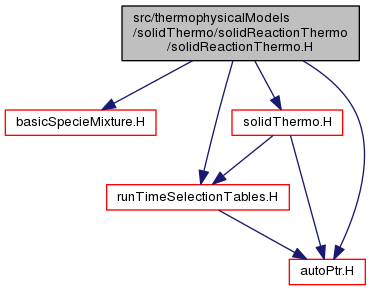 src/thermophysicalModels
/solidThermo/solidReactionThermo
/solidReactionThermo.H
basicSpecieMixture.H
solidThermo.H
runTimeSelectionTables.H
autoPtr.H